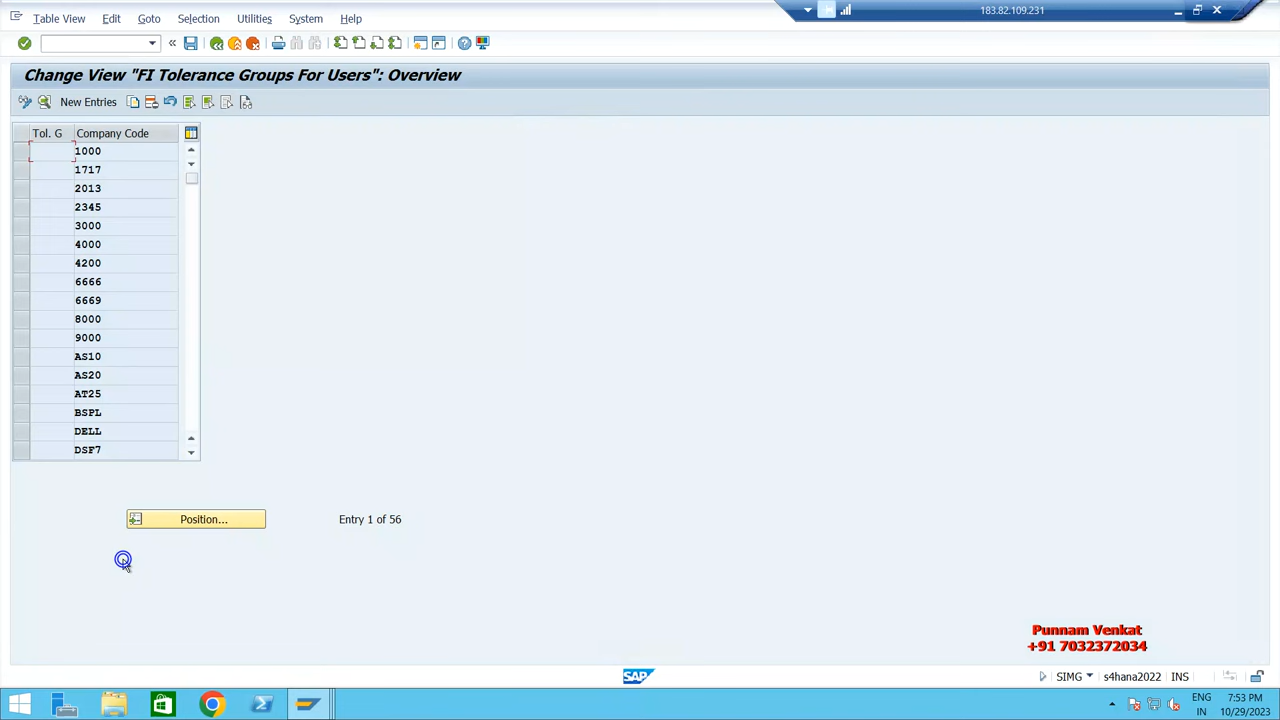 Table View Edit Goto Selection Utilities System Help
183.82.109.231
Change View "FI Tolerance Groups For Users": Overview
New Entries
Tol. G Company Code
1000
1717
2013
2345
3000
4000
4200
6666
6669
8000
9000
AS10
AS20
AT25
BSPL
DELL
DSF7
Position... Entry 1 of 56
Punnam Venkat
+91 7032372034
SAP SIMG s4hana2022 INS
ENG 7:53 PM
IN 10/29/2023